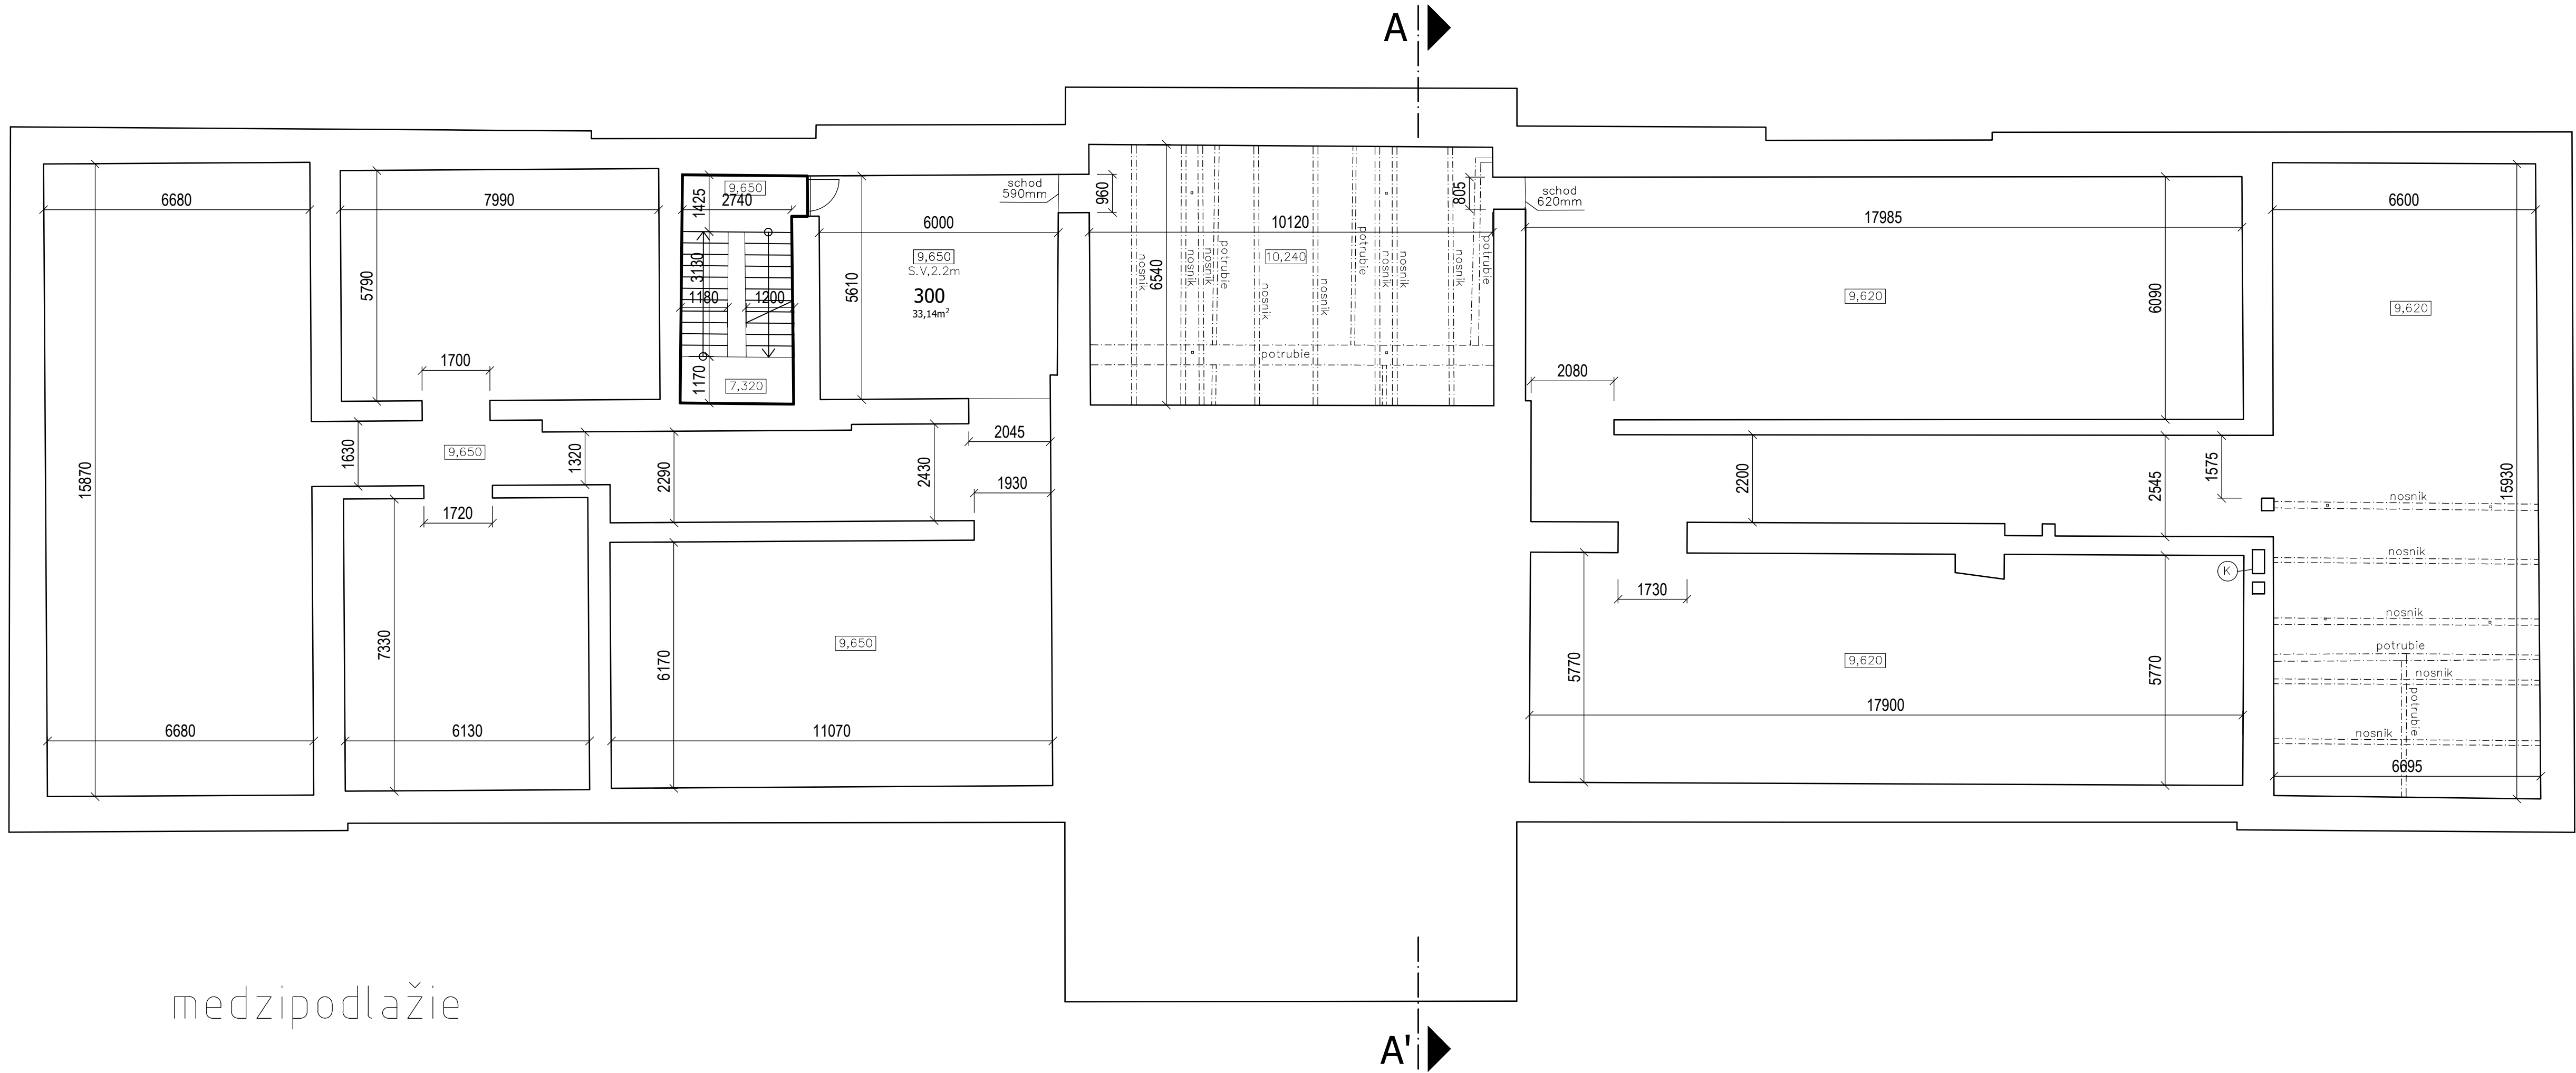 A
6680
7990
1425
9,650
2740
schod
590mm
960
805
schod
620mm
17985
6600
6000
10120
9,650
S.V,2.2m
300
33,14m²
5790
3130
1180
1200
5610
6540
nosnik
nosnik
nosnik
potrubie
nosnik
10,240
nosnik
potrubie
nosnik
nosnik
nosnik
potrubie
9,620
6090
9,620
1700
1170
7,320
potrubie
2080
15870
1630
9,650
1320
2290
2430
2045
1930
2200
2545
1575
15930
nosnik
1720
nosnik
K
1730
nosnik
7330
6170
9,650
5770
9,620
5770
potrubie
nosnik
potrubie
17900
6680
6130
11070
nosnik
6695
medzipodlažie
A'